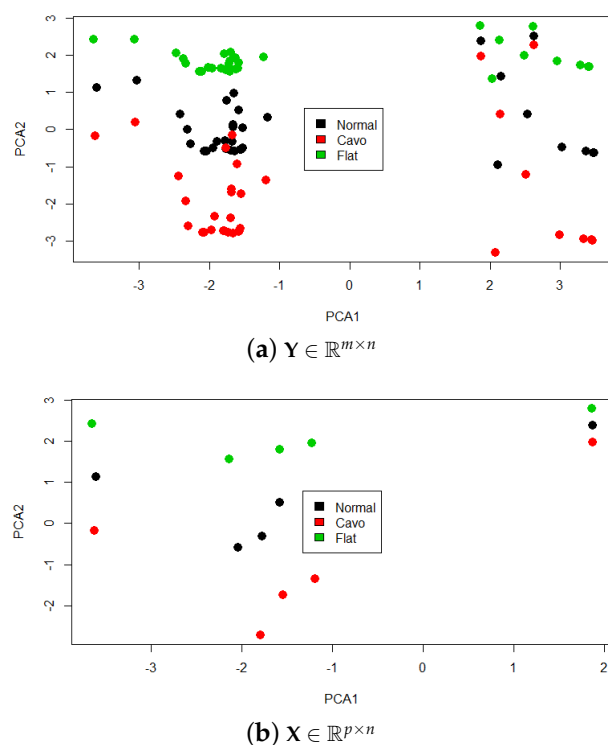 3
2
1
0
-1
-2
-3
PCA2
Normal
Cavo
Flat
-3
-2
-1
0
1
2
3
PCA1
(a) Y ∈ ℝ^{m×n}
3
2
1
0
-1
-2
PCA2
Normal
Cavo
Flat
-3
-2
-1
0
1
2
PCA1
(b) X ∈ ℝ^{p×n}